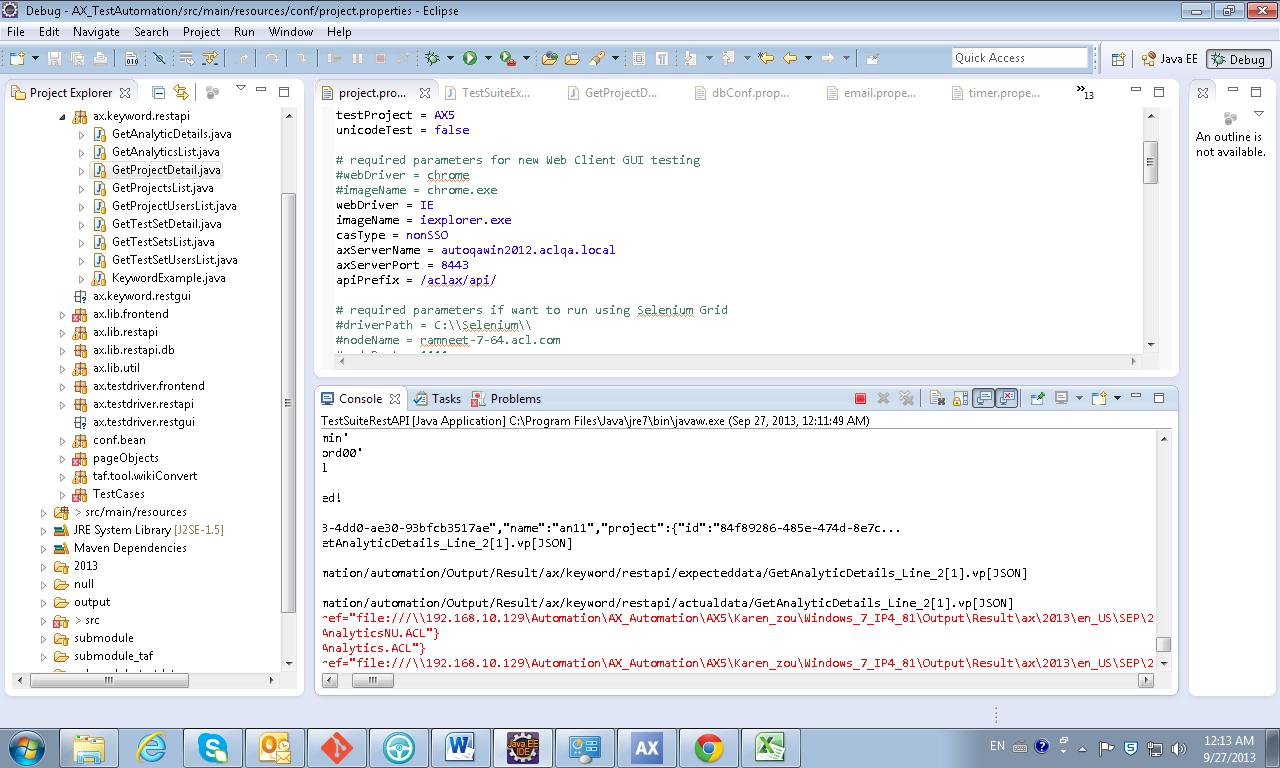 Debug - AX_TestAutomation/src/main/resources/conf/project.properties - Eclipse
File Edit Navigate Search Project Run Window Help
Quick Access
Java EE
Debug
Project Explorer
ax.keyword.restapi
GetAnalyticDetails.java
GetAnalyticsList.java
GetProjectDetail.java
GetProjectsList.java
GetProjectUsersList.java
GetTestSetDetail.java
GetTestSetsList.java
GetTestSetUsersList.java
KeywordExample.java
ax.keyword.restgui
ax.lib.frontend
ax.lib.restapi
ax.lib.restapi.db
ax.lib.util
ax.testdriver.frontend
ax.testdriver.restapi
ax.testdriver.restgui
conf.bean
pageObjects
taf.tool.wikiConvert
TestCases
> src/main/resources
JRE System Library [J2SE-1.5]
Maven Dependencies
2013
null
output
> src
submodule
submodule_taf
project.pro... TestSuiteEx... GetProjectD... dbConf.prop... email.prope... timer.prope... »13
testProject = AX5
unicodeTest = false
# required parameters for new Web Client GUI testing
#webDriver = chrome
#imageName = chrome.exe
webDriver = IE
imageName = iexplorer.exe
casType = nonSSO
axServerName = autoqawin2012.aclqa.local
axServerPort = 8443
apiPrefix = /aclax/api/
# required parameters if want to run using Selenium Grid
#driverPath = C:\\Selenium\\
#nodeName = ramneet-7-64.acl.com
An outline is not available.
Console Tasks Problems
TestSuiteRestAPI [Java Application] C:\Program Files\Java\jre7\bin\javaw.exe (Sep 27, 2013, 12:11:49 AM)
min'
ord00'
l
ed!
3-4dd0-ae30-93bfcb3517ae","name":"an11","project":{"id":"84f89286-485e-474d-8e7c...
etAnalyticDetails_Line_2[1].vp[JSON]
mation/automation/Output/Result/ax/keyword/restapi/expecteddata/GetAnalyticDetails_Line_2[1].vp[JSON]
mation/automation/Output/Result/ax/keyword/restapi/actualdata/GetAnalyticDetails_Line_2[1].vp[JSON]
ref="file:///\\192.168.10.129\Automation\AX_Automation\AX5\Karen_zou\Windows_7_IP4_81\Output\Result\ax\2013\en_US\SEP\2
AnalyticsNU.ACL"}
Analytics.ACL"}
ref="file:///\\192.168.10.129\Automation\AX_Automation\AX5\Karen_zou\Windows_7_IP4_81\Output\Result\ax\2013\en_US\SEP\2
Java EE IDE
AX
EN
12:13 AM
9/27/2013